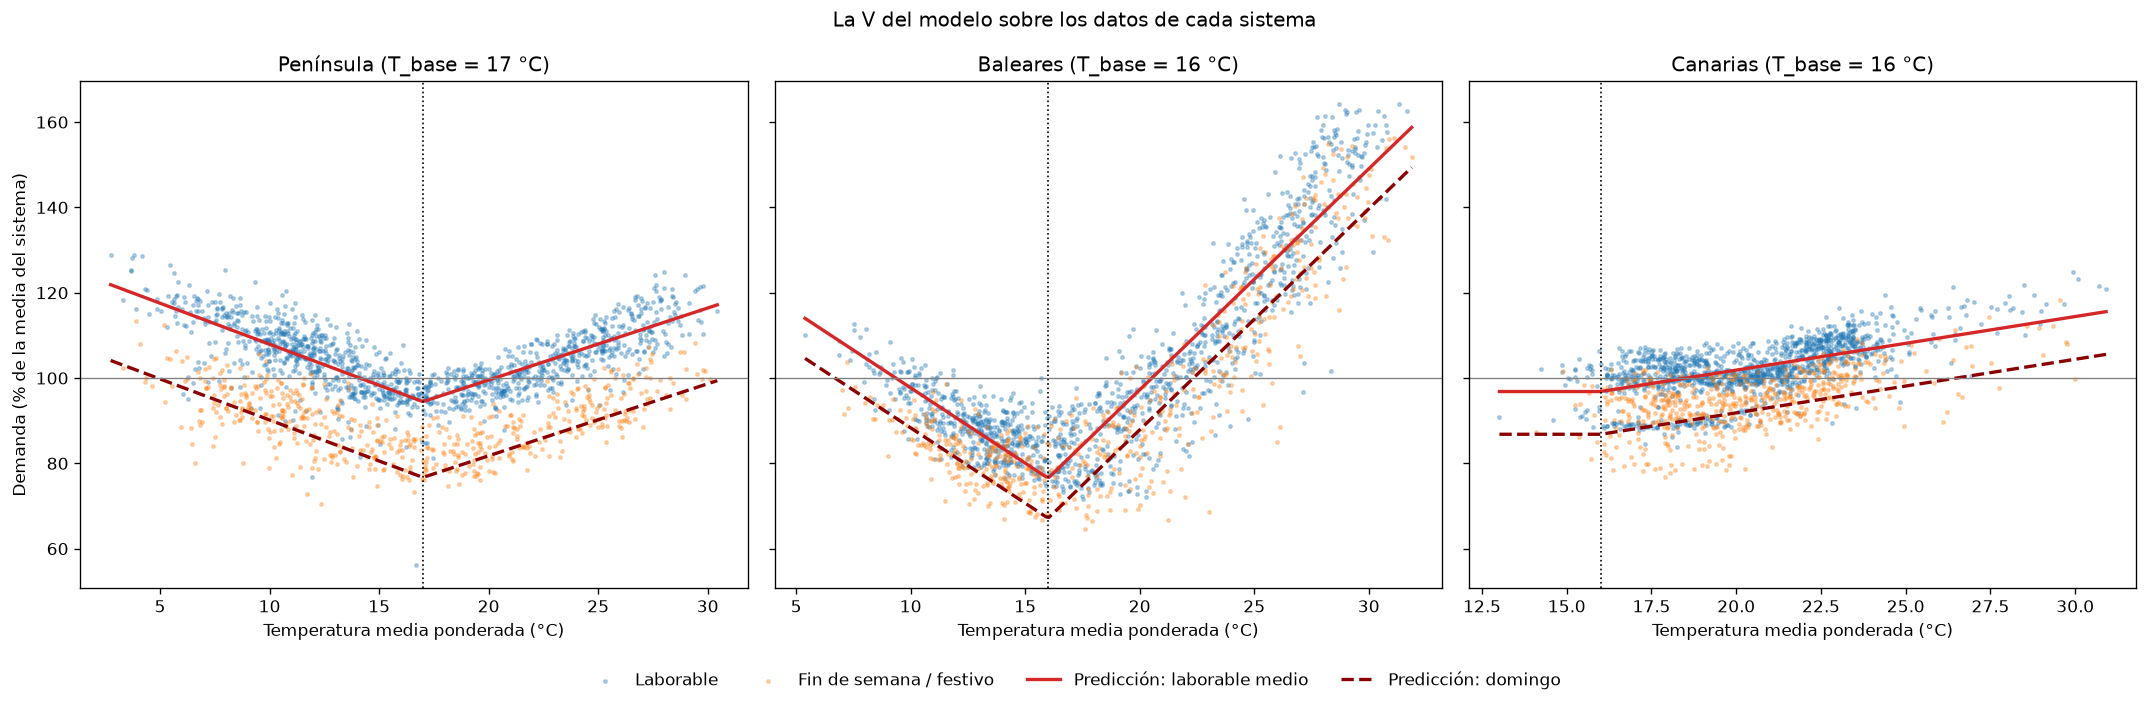 La V del modelo sobre los datos de cada sistema
Península (T_base = 17 °C)
Baleares (T_base = 16 °C)
Canarias (T_base = 16 °C)
Demanda (% de la media del sistema)
160
140
120
100
80
60
5 10 15 20 25 30
5 10 15 20 25 30
12.5 15.0 17.5 20.0 22.5 25.0 27.5 30.0
Temperatura media ponderada (°C)
Temperatura media ponderada (°C)
Temperatura media ponderada (°C)
Laborable
Fin de semana / festivo
Predicción: laborable medio
Predicción: domingo